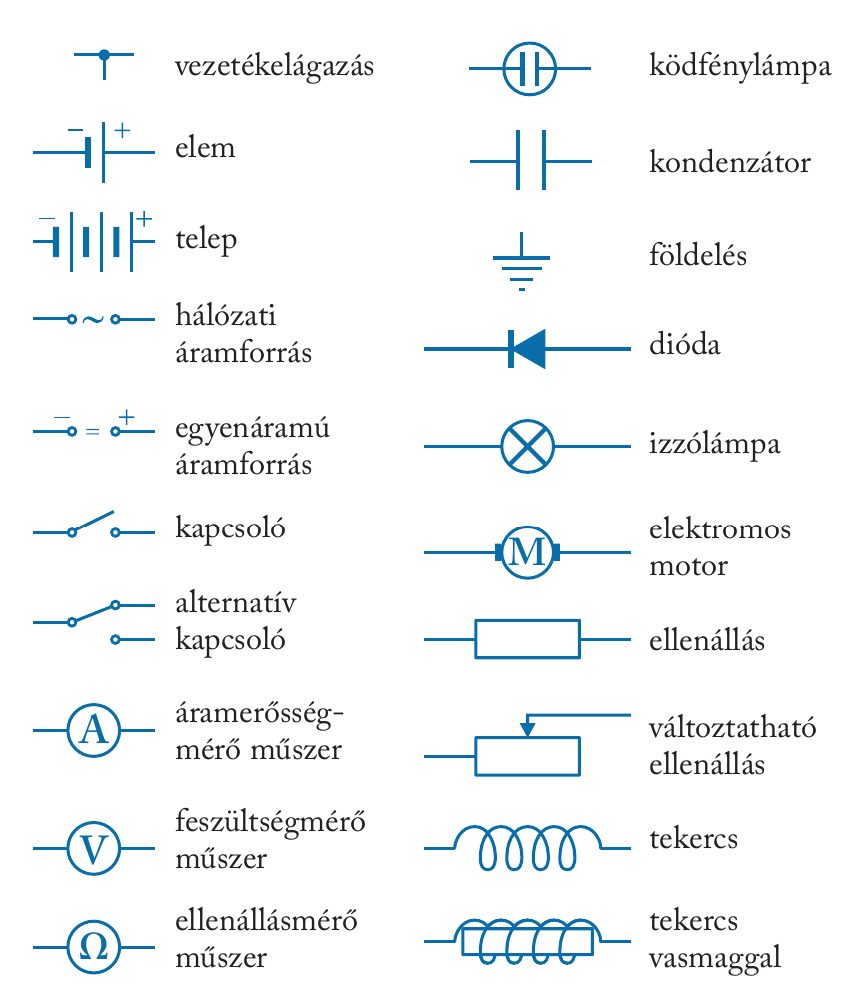 vezetékelágazás
− +
elem
− +
telep
~
hálózati
áramforrás
− = +
egyenáramú
áramforrás
kapcsoló
alternatív
kapcsoló
A
áramerősség-
mérő műszer
V
feszültségmérő
műszer
Ω
ellenállásmérő
műszer
ködfénylámpa
kondenzátor
földelés
dióda
izzólámpa
M
elektromos
motor
ellenállás
változtatható
ellenállás
tekercs
tekercs
vasmaggal